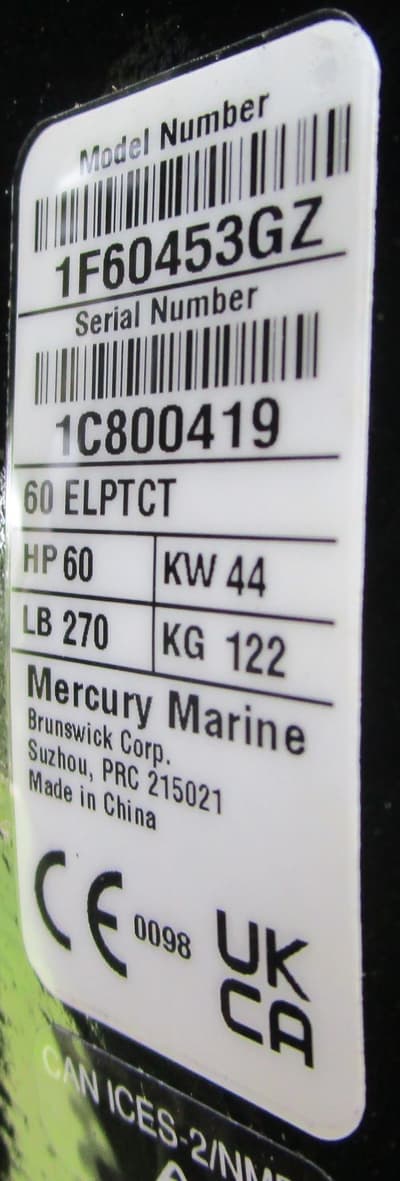 Model Number
1F60453GZ
Serial Number
1C800419
60 ELPTCT
HP 60 KW 44
LB 270 KG 122
Mercury Marine
Brunswick Corp.
Suzhou, PRC 215021
Made in China
CE 0098 UK
CA
CAN ICES-2/NM